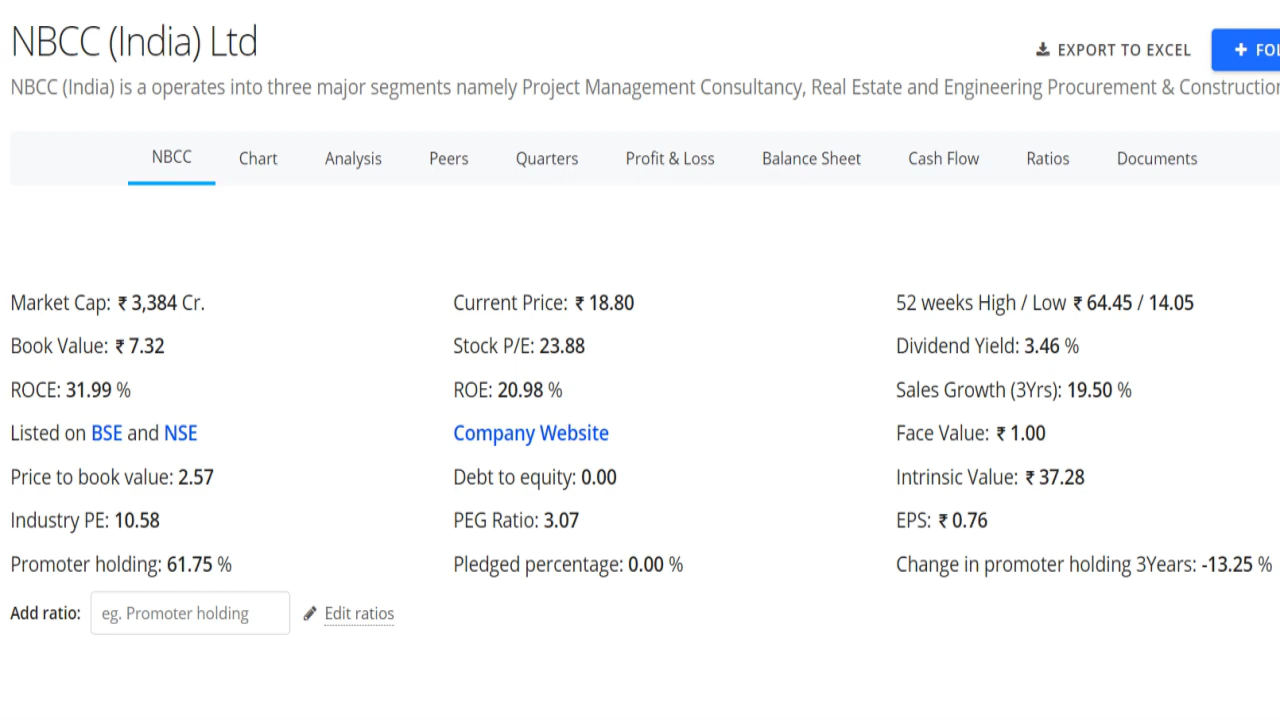 NBCC (India) Ltd
EXPORT TO EXCEL
NBCC (India) is a operates into three major segments namely Project Management Consultancy, Real Estate and Engineering Procurement & Construction
NBCC Chart Analysis Peers Quarters Profit & Loss Balance Sheet Cash Flow Ratios Documents
Market Cap: ₹ 3,384 Cr. Current Price: ₹ 18.80 52 weeks High / Low ₹ 64.45 / 14.05
Book Value: ₹ 7.32 Stock P/E: 23.88 Dividend Yield: 3.46 %
ROCE: 31.99 % ROE: 20.98 % Sales Growth (3Yrs): 19.50 %
Listed on BSE and NSE Company Website Face Value: ₹ 1.00
Price to book value: 2.57 Debt to equity: 0.00 Intrinsic Value: ₹ 37.28
Industry PE: 10.58 PEG Ratio: 3.07 EPS: ₹ 0.76
Promoter holding: 61.75 % Pledged percentage: 0.00 % Change in promoter holding 3Years: -13.25 %
Add ratio: eg. Promoter holding Edit ratios